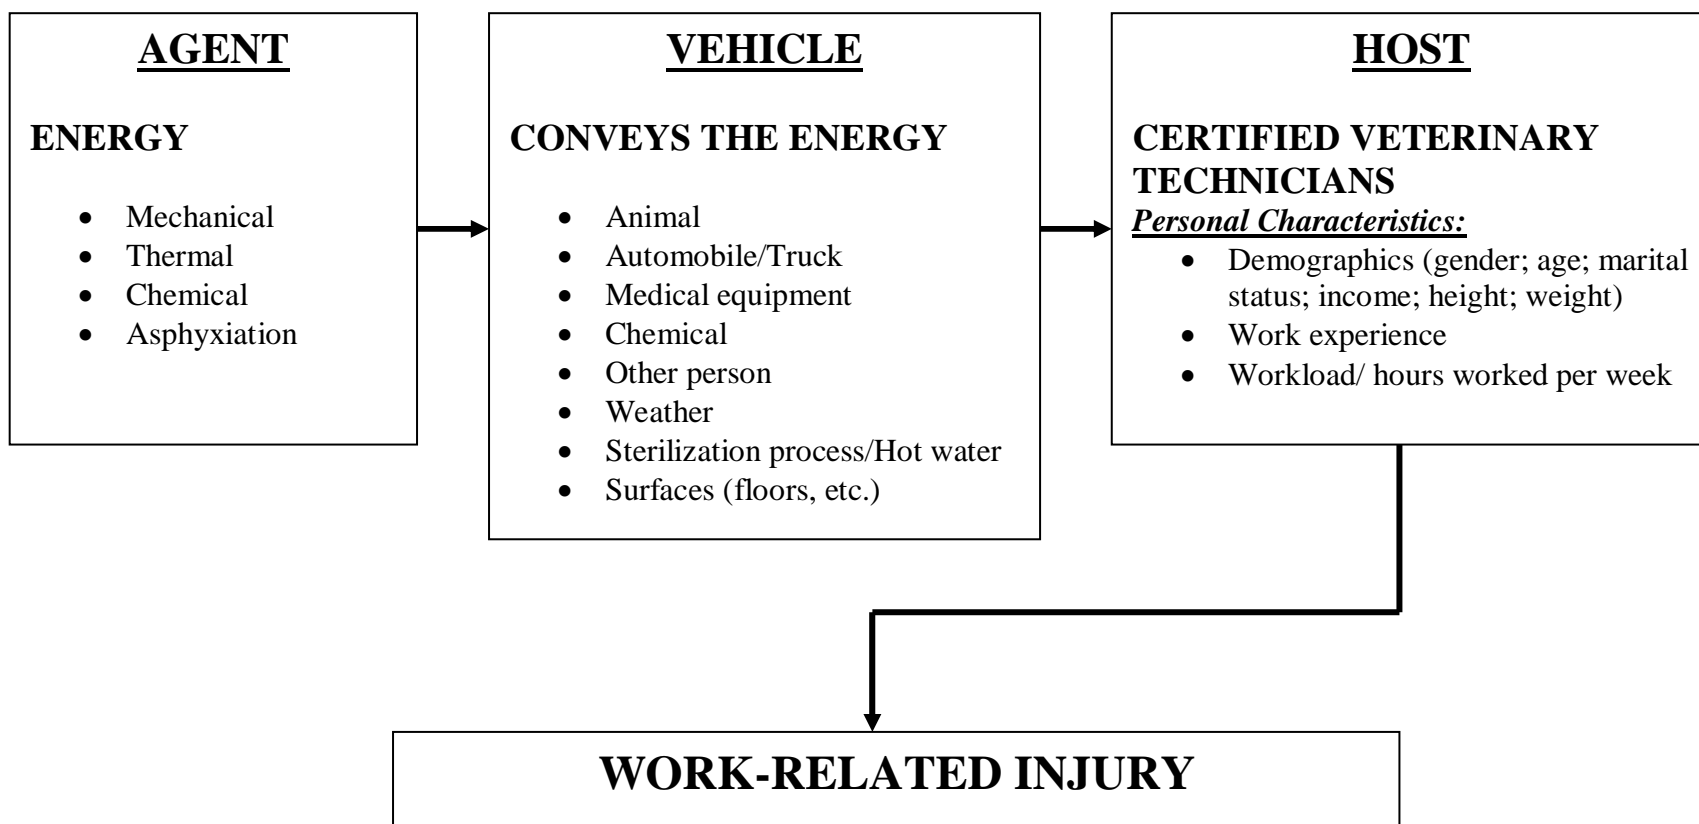 AGENT
ENERGY
• Mechanical
• Thermal
• Chemical
• Asphyxiation
VEHICLE
CONVEYS THE ENERGY
• Animal
• Automobile/Truck
• Medical equipment
• Chemical
• Other person
• Weather
• Sterilization process/Hot water
• Surfaces (floors, etc.)
HOST
CERTIFIED VETERINARY
TECHNICIANS
Personal Characteristics:
• Demographics (gender; age; marital
status; income; height; weight)
• Work experience
• Workload/ hours worked per week
WORK-RELATED INJURY